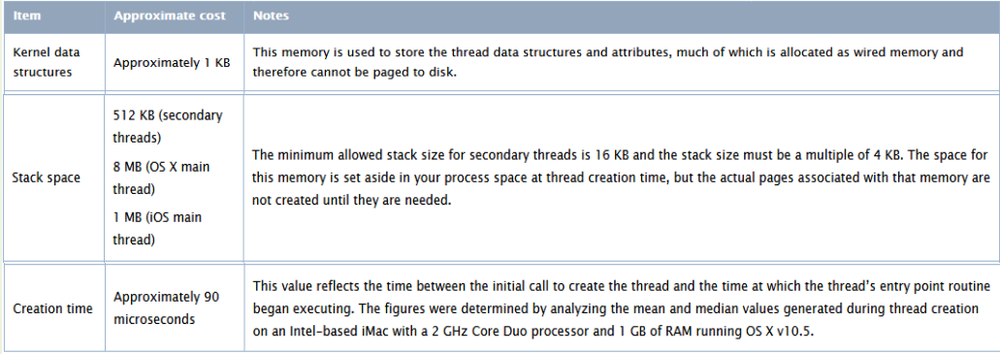 Item Approximate cost Notes
Kernel data
structures
Approximately 1 KB
This memory is used to store the thread data structures and attributes, much of which is allocated as wired memory and
therefore cannot be paged to disk.
Stack space
512 KB (secondary
threads)
8 MB (OS X main
thread)
1 MB (iOS main
thread)
The minimum allowed stack size for secondary threads is 16 KB and the stack size must be a multiple of 4 KB. The space for
this memory is set aside in your process space at thread creation time, but the actual pages associated with that memory are
not created until they are needed.
Creation time
Approximately 90
microseconds
This value reflects the time between the initial call to create the thread and the time at which the thread’s entry point routine
began executing. The figures were determined by analyzing the mean and median values generated during thread creation
on an Intel-based iMac with a 2 GHz Core Duo processor and 1 GB of RAM running OS X v10.5.